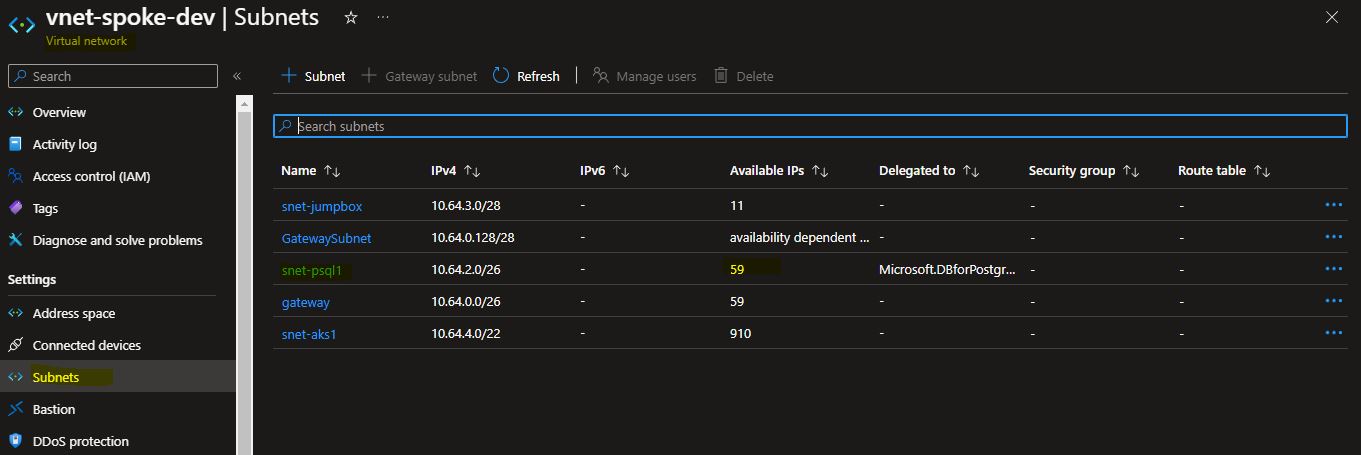 vnet-spoke-dev | Subnets ☆ ...
Virtual network
Search
«
Overview
Activity log
Access control (IAM)
Tags
Diagnose and solve problems
Settings
Address space
Connected devices
Subnets
Bastion
DDoS protection
+ Subnet + Gateway subnet Refresh | Manage users Delete
Search subnets
Name ↑↓ IPv4 ↑↓ IPv6 ↑↓ Available IPs ↑↓ Delegated to ↑↓ Security group ↑↓ Route table ↑↓
snet-jumpbox 10.64.3.0/28 - 11 - - - ...
GatewaySubnet 10.64.0.128/28 - availability dependent ... - - - ...
snet-psql1 10.64.2.0/26 - 59 Microsoft.DBforPostgr... - - ...
gateway 10.64.0.0/26 - 59 - - - ...
snet-aks1 10.64.4.0/22 - 910 - - - ...